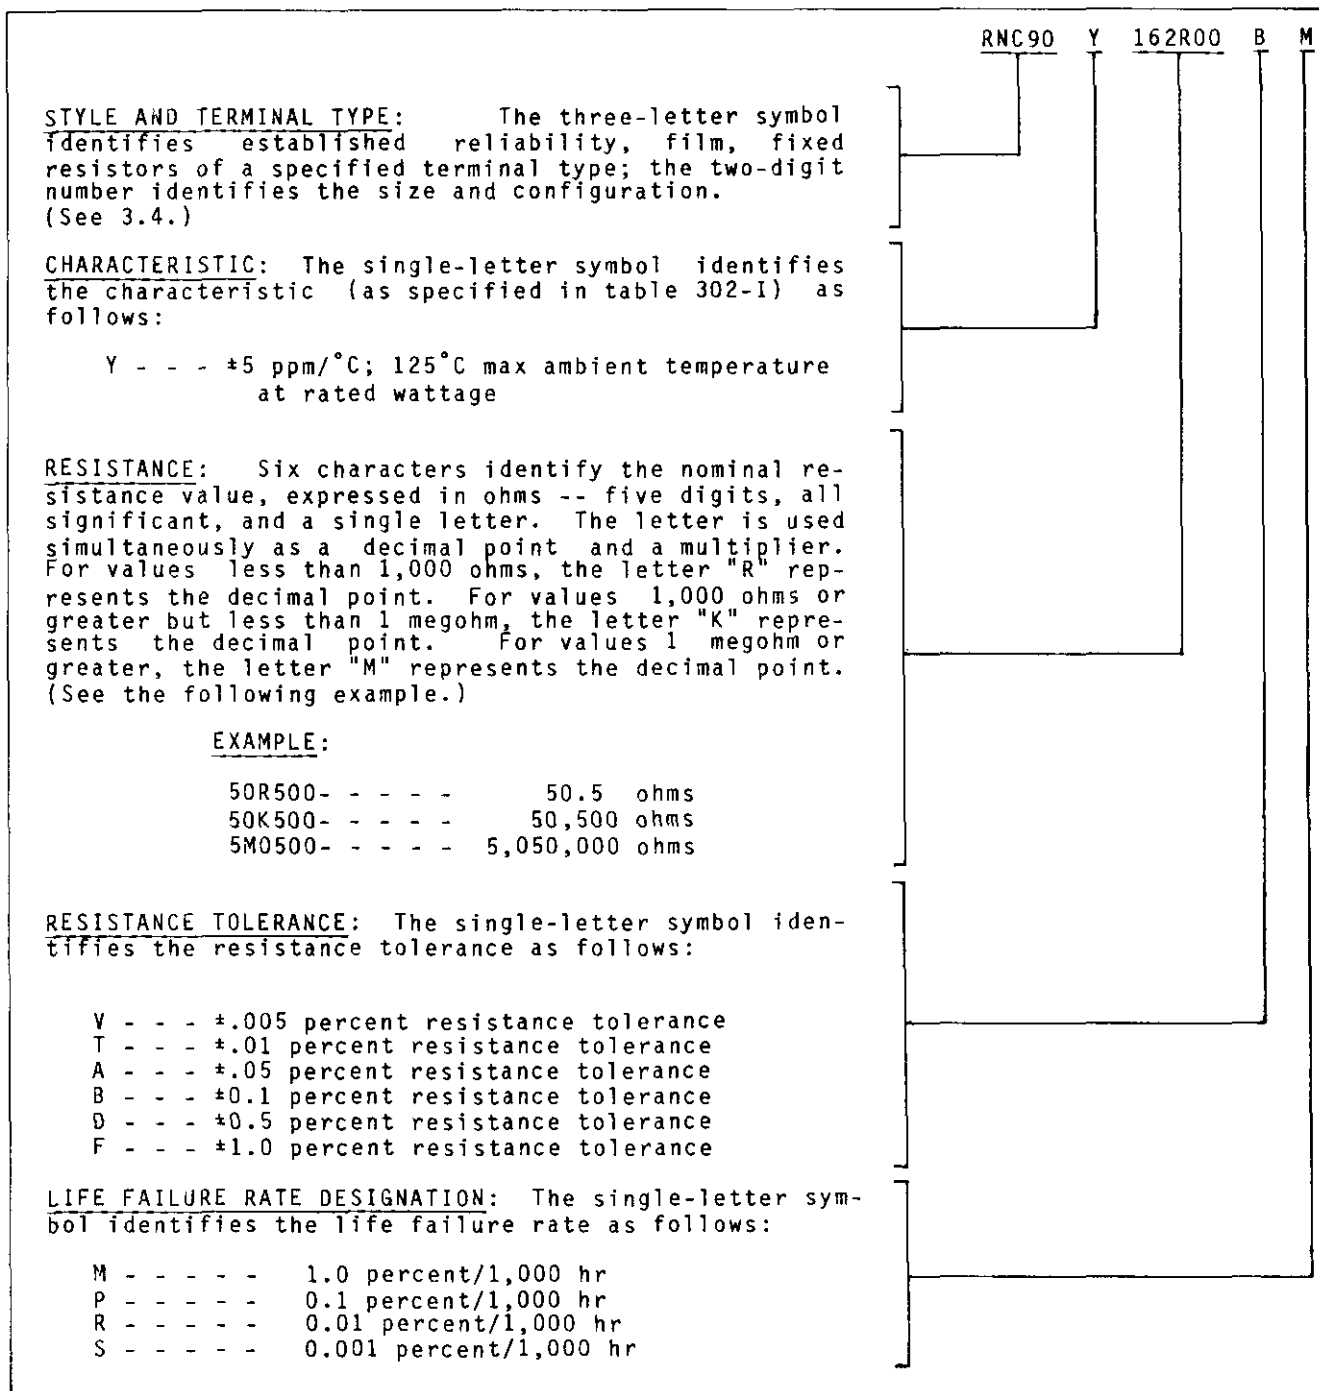 RNC90 Y 162R00 B M
STYLE AND TERMINAL TYPE: The three-letter symbol
identifies established reliability, film, fixed
resistors of a specified terminal type; the two-digit
number identifies the size and configuration.
(See 3.4.)
CHARACTERISTIC: The single-letter symbol identifies
the characteristic (as specified in table 302-I) as
follows:
Y - - - ±5 ppm/°C; 125°C max ambient temperature
at rated wattage
RESISTANCE: Six characters identify the nominal re-
sistance value, expressed in ohms -- five digits, all
significant, and a single letter. The letter is used
simultaneously as a decimal point and a multiplier.
For values less than 1,000 ohms, the letter "R" rep-
resents the decimal point. For values 1,000 ohms or
greater but less than 1 megohm, the letter "K" repre-
sents the decimal point. For values 1 megohm or
greater, the letter "M" represents the decimal point.
(See the following example.)
EXAMPLE:
50R500- - - - - 50.5 ohms
50K500- - - - - 50,500 ohms
5M0500- - - - - 5,050,000 ohms
RESISTANCE TOLERANCE: The single-letter symbol iden-
tifies the resistance tolerance as follows:
V - - - ±.005 percent resistance tolerance
T - - - ±.01 percent resistance tolerance
A - - - ±.05 percent resistance tolerance
B - - - ±0.1 percent resistance tolerance
D - - - ±0.5 percent resistance tolerance
F - - - ±1.0 percent resistance tolerance
LIFE FAILURE RATE DESIGNATION: The single-letter sym-
bol identifies the life failure rate as follows:
M - - - - - 1.0 percent/1,000 hr
P - - - - - 0.1 percent/1,000 hr
R - - - - - 0.01 percent/1,000 hr
S - - - - - 0.001 percent/1,000 hr